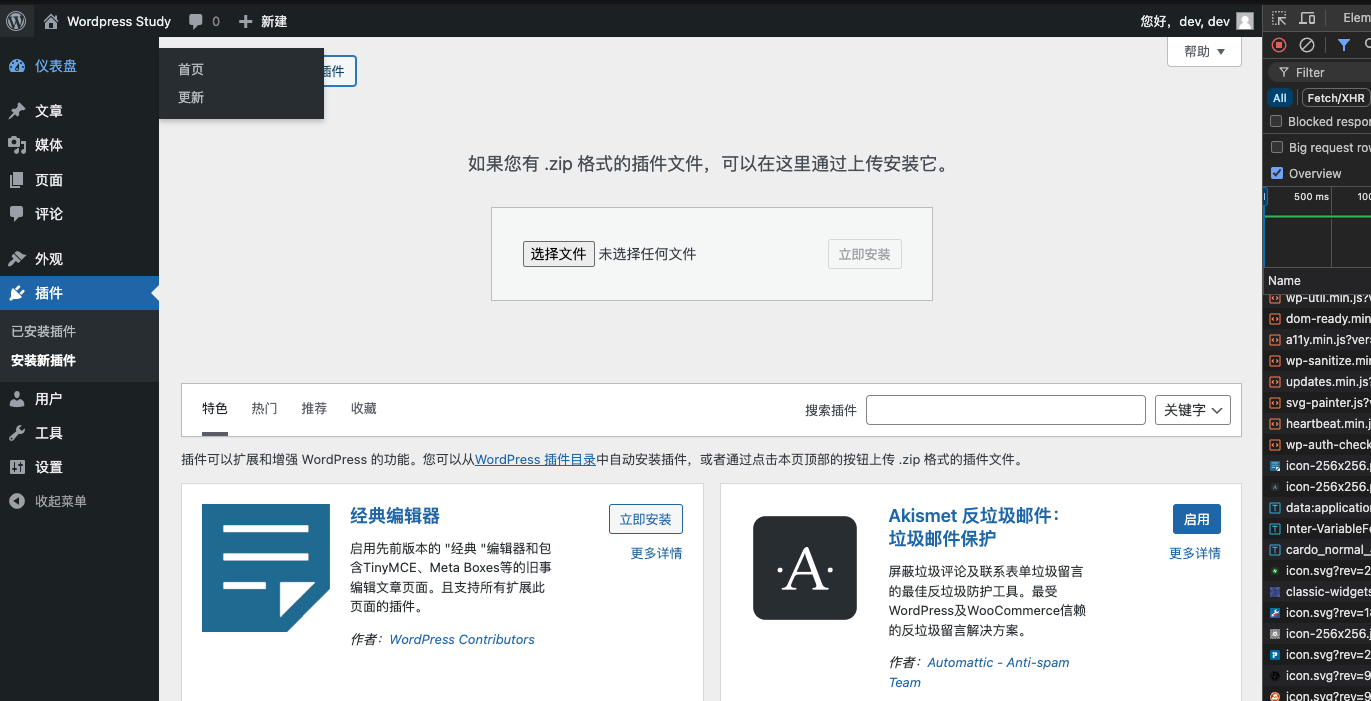 Wordpress Study 0 新建 您好，dev, dev
仪表盘
首页
更新
插件
帮助
文章
媒体
页面
评论
外观
插件
已安装插件
安装新插件
用户
工具
设置
收起菜单
如果您有 .zip 格式的插件文件，可以在这里通过上传安装它。
选择文件 未选择任何文件 立即安装
特色 热门 推荐 收藏 搜索插件 关键字
插件可以扩展和增强 WordPress 的功能。您可以从WordPress 插件目录中自动安装插件，或者通过点击本页顶部的按钮上传 .zip 格式的插件文件。
经典编辑器
立即安装
更多详情
启用先前版本的 "经典 "编辑器和包
含TinyMCE、Meta Boxes等的旧事
编辑文章页面。且支持所有扩展此
页面的插件。
作者：WordPress Contributors
A
Akismet 反垃圾邮件：
垃圾邮件保护
启用
更多详情
屏蔽垃圾评论及联系表单垃圾留言
的最佳反垃圾防护工具。最受
WordPress及WooCommerce信赖
的反垃圾留言解决方案。
作者：Automattic - Anti-spam
Team
Elem
Filter
All Fetch/XHR
Blocked respon
Big request row
Overview
500 ms 100
Name
wp-util.min.js?v
dom-ready.min
a11y.min.js?ver
wp-sanitize.min
updates.min.js?
svg-painter.js?v
heartbeat.min.j
wp-auth-check
icon-256x256.p
icon-256x256.
data:application
Inter-VariableFo
cardo_normal_
icon.svg?rev=2
classic-widgets
icon.svg?rev=18
icon-256x256.j
icon.svg?rev=2
icon.svg?rev=9
icon.svg?rev=9